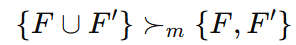 {F ∪ F′} ≻ₘ {F, F′}